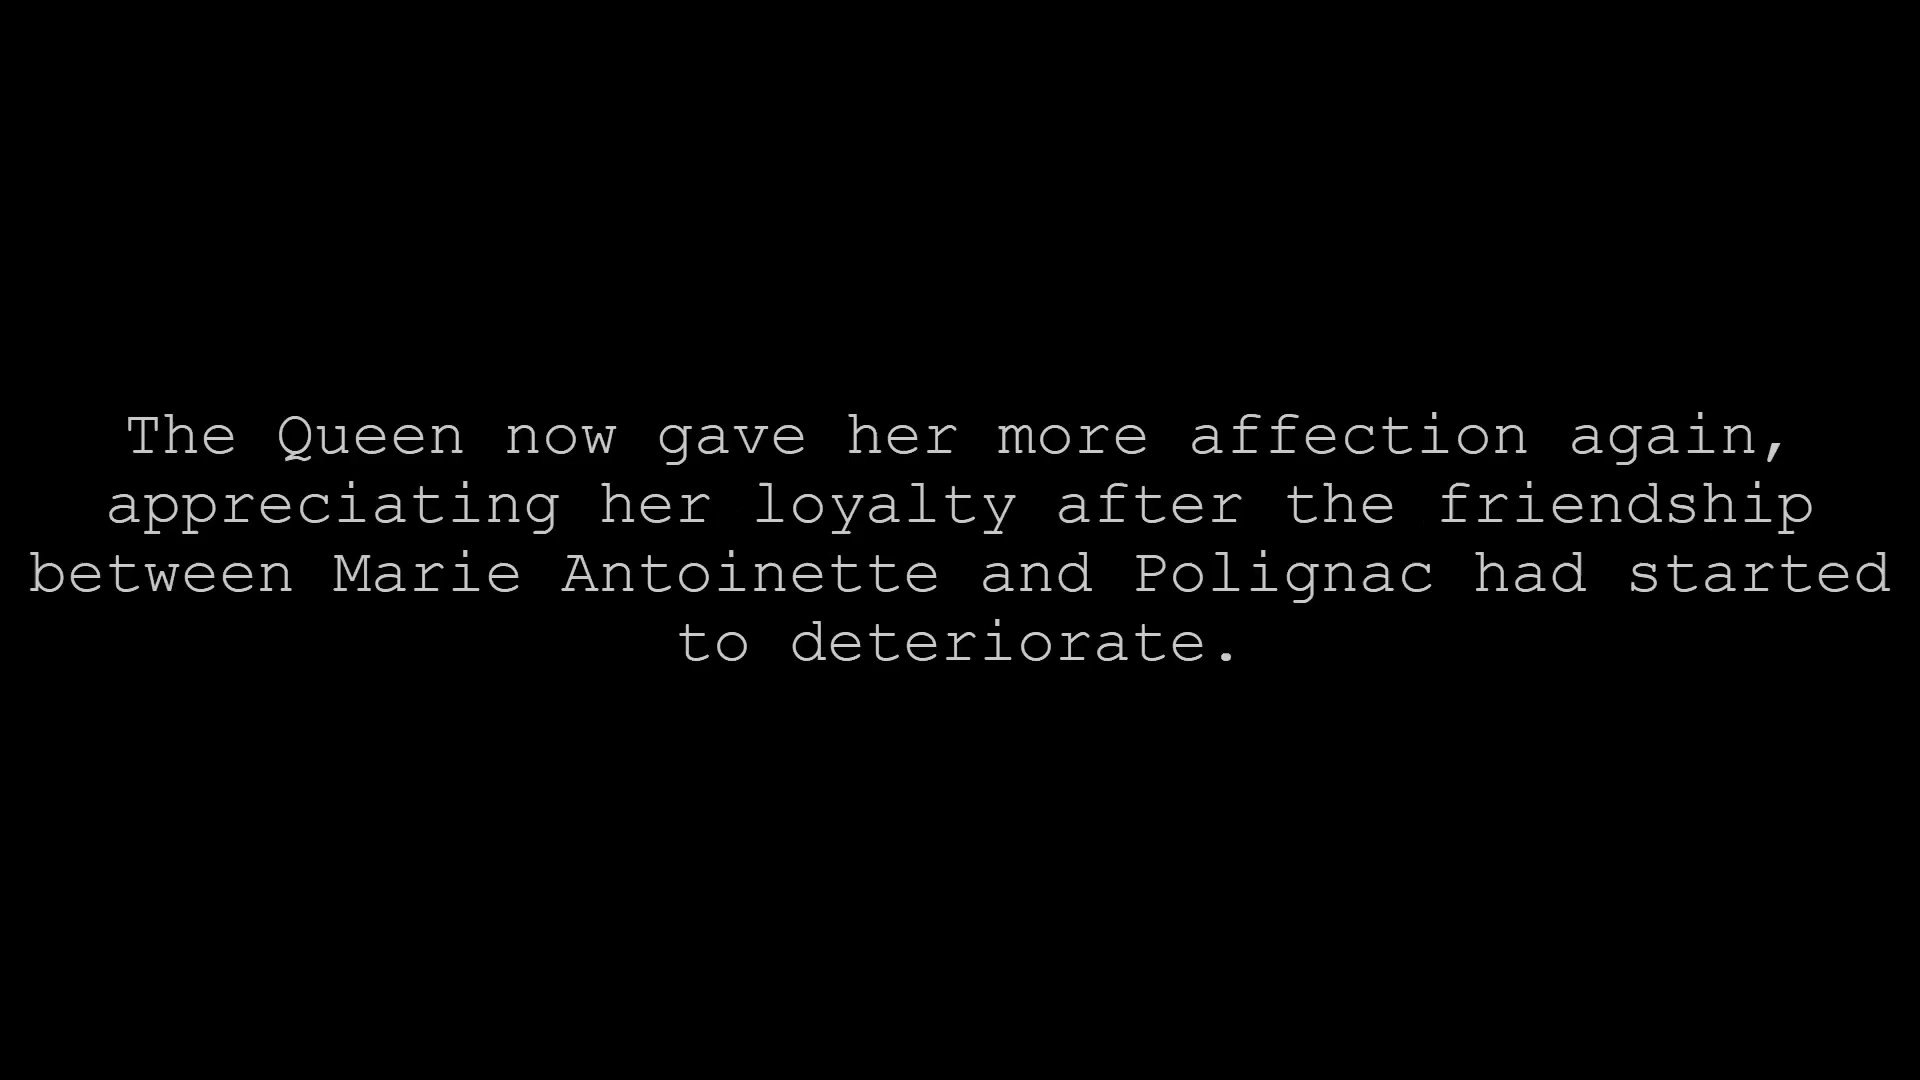 The Queen now gave her more affection again,
appreciating her loyalty after the friendship
between Marie Antoinette and Polignac had started
to deteriorate.